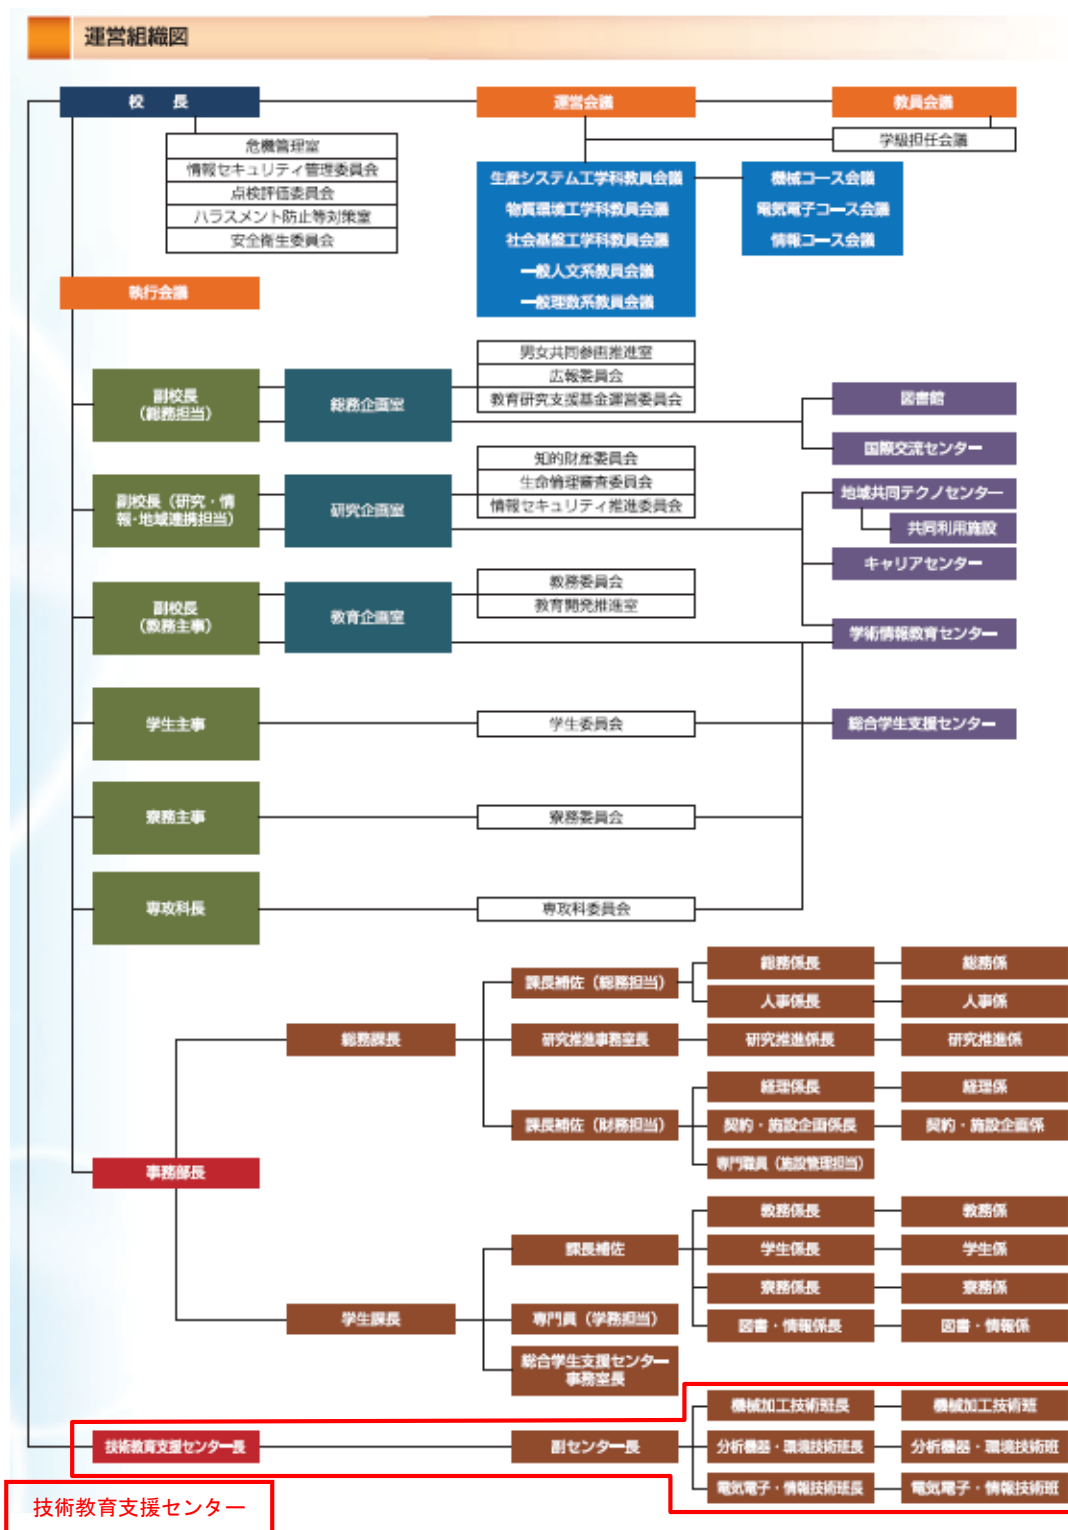 運営組織図
校　長
運営会議
教員会議
危機管理室
情報セキュリティ管理委員会
点検評価委員会
ハラスメント防止等対策室
安全衛生委員会
学級担任会議
生産システム工学科教員会議
物質環境工学科教員会議
社会基盤工学科教員会議
一般人文系教員会議
一般理数系教員会議
機械コース会議
電気電子コース会議
情報コース会議
執行会議
副校長
（総務担当）
総務企画室
男女共同参画推進室
広報委員会
教育研究支援基金運営委員会
図書館
国際交流センター
副校長（研究・情
報・地域連携担当）
研究企画室
知的財産委員会
生命倫理審査委員会
情報セキュリティ推進委員会
地域共同テクノセンター
共同利用施設
キャリアセンター
副校長
（教務主事）
教育企画室
教務委員会
教育開発推進室
学術情報教育センター
学生主事
学生委員会
総合学生支援センター
寮務主事
寮務委員会
専攻科長
専攻科委員会
事務部長
総務課長
課長補佐（総務担当）
総務係長
総務係
人事係長
人事係
研究推進事務室長
研究推進係長
研究推進係
課長補佐（財務担当）
経理係長
経理係
契約・施設企画係長
契約・施設企画係
専門職員（施設管理担当）
学生課長
課長補佐
教務係長
教務係
学生係長
学生係
寮務係長
寮務係
図書・情報係長
図書・情報係
専門員（学務担当）
総合学生支援センター
事務室長
技術教育支援センター長
副センター長
機械加工技術班長
機械加工技術班
分析機器・環境技術班長
分析機器・環境技術班
電気電子・情報技術班長
電気電子・情報技術班
技術教育支援センター